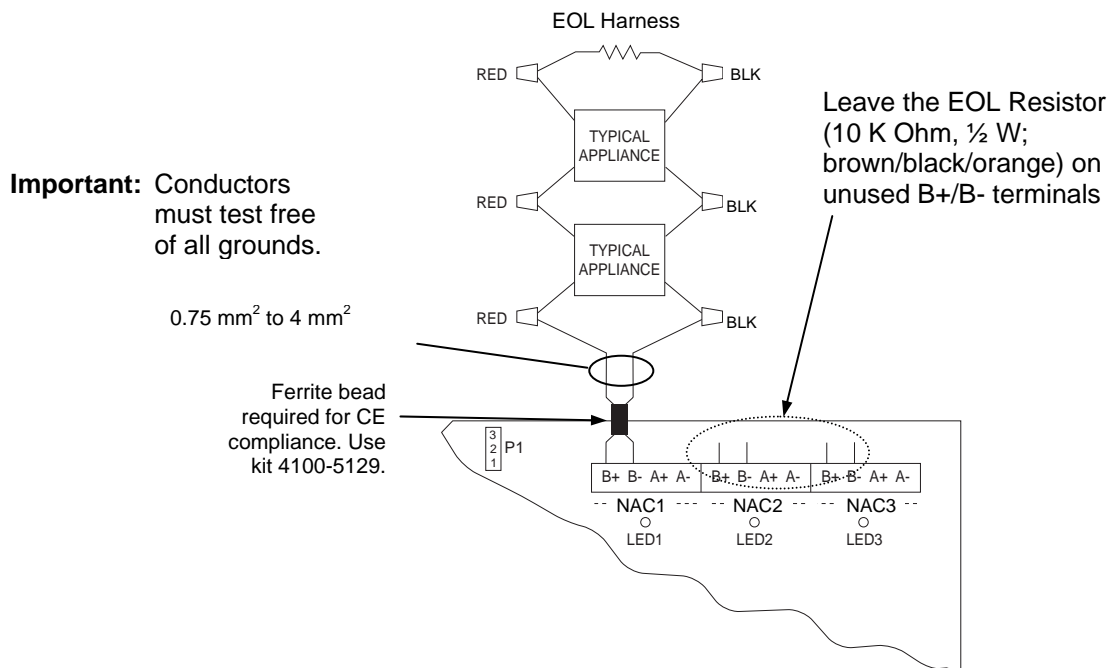 EOL Harness
RED
BLK
Leave the EOL Resistor
(10 K Ohm, ½ W;
brown/black/orange) on
unused B+/B- terminals
TYPICAL
APPLIANCE
Important: Conductors
must test free
of all grounds.
RED
BLK
TYPICAL
APPLIANCE
0.75 mm² to 4 mm²
RED
BLK
Ferrite bead
required for CE
compliance. Use
kit 4100-5129.
3
2
1
P1
B+ B- A+ A- B+ B- A+ A- B+ B- A+ A-
NAC1 NAC2 NAC3
LED1 LED2 LED3